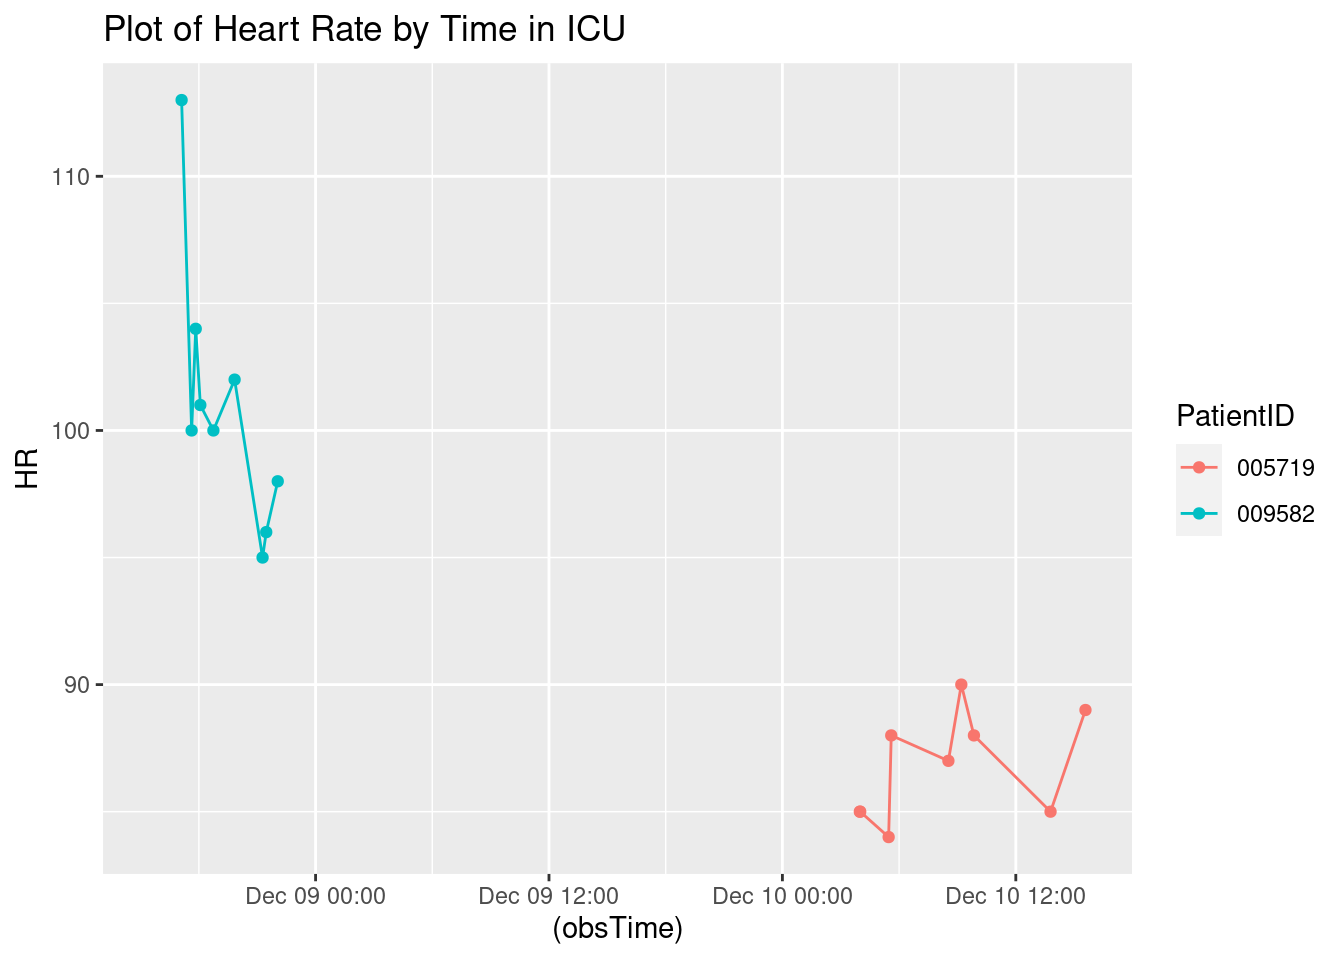 Plot of Heart Rate by Time in ICU
110
100
90
HR
Dec 09 00:00
Dec 09 12:00
Dec 10 00:00
Dec 10 12:00
(obsTime)
PatientID
005719
009582